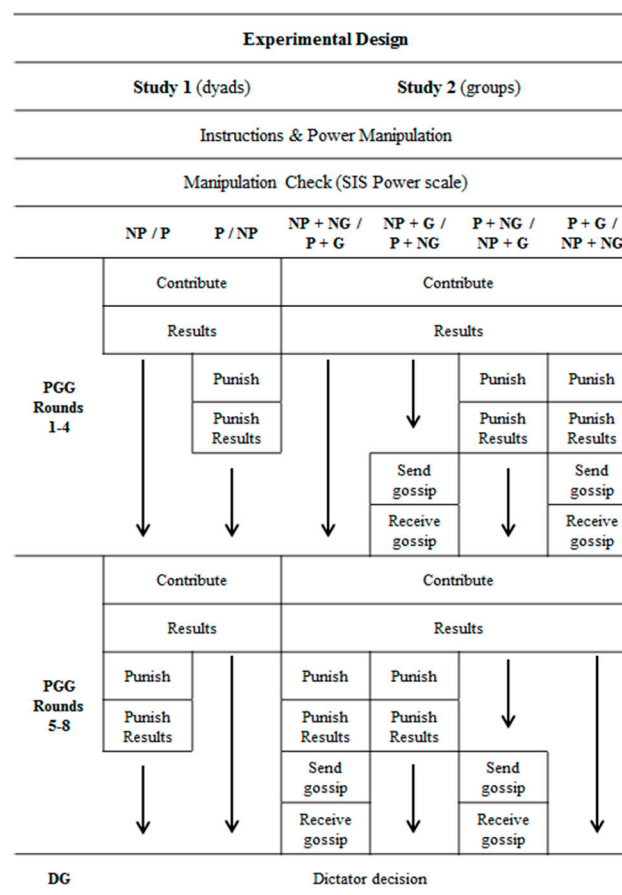 Experimental Design
Study 1 (dyads) Study 2 (groups)
Instructions & Power Manipulation
Manipulation Check (SIS Power scale)
NP / P P / NP NP + NG / NP + G / P + NG / P + G /
P + G P + NG NP + G NP + NG
Contribute Contribute
Results Results
PGG
Rounds
1-4
Punish Punish Punish
Punish Punish Punish
Results Results Results
Send Send
gossip gossip
Receive Receive
gossip gossip
Contribute Contribute
Results Results
PGG
Rounds
5-8
Punish Punish Punish
Punish Punish Punish
Results Results Results
Send Send
gossip gossip
Receive Receive
gossip gossip
DG Dictator decision